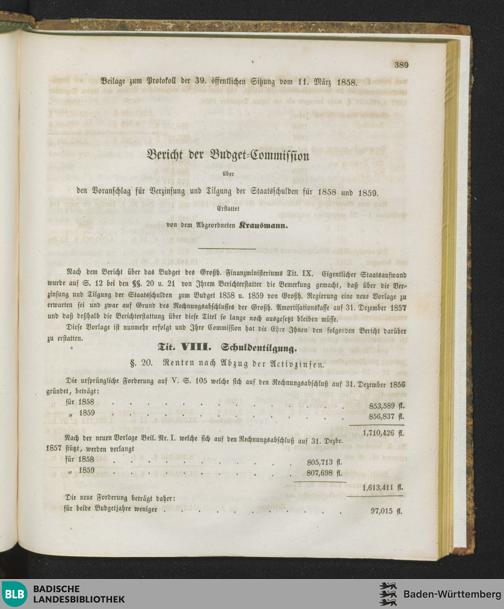 389
Beilage zum Protokoll der 39. öffentlichen Sitzung vom 11. März 1858.
Bericht der Budget-Commission
über
den Voranschlag für Verzinsung und Tilgung der Staatsschulden für 1858 und 1859.
Erstattet
von dem Abgeordneten Krausmann.
Nach dem Bericht über das Budget des Großh. Finanzministeriums Tit. IX. Eigentlicher Staatsaufwand
wurde auf S. 12 bei den §§. 20 u. 21 von Ihrem Berichterstatter die Bemerkung gemacht, daß über die Ver-
zinsung und Tilgung der Staatsschulden zum Budget 1858 u. 1859 von Großh. Regierung eine neue Vorlage zu
erwarten sei und zwar auf Grund des Rechnungsabschlusses der Großh. Amortisationskasse auf 31. Dezember 1857
und daß deßhalb die Berichterstattung über diese Titel so lange noch ausgesetzt bleiben müsse.
Diese Vorlage ist nunmehr erfolgt und Ihre Kommission hat die Ehre Ihnen den folgenden Bericht darüber
zu erstatten.
Tit. VIII. Schuldentilgung.
§. 20. Renten nach Abzug der Activzinsen.
Die ursprüngliche Forderung auf V. S. 105 welche sich auf den Rechnungsabschluß auf 31. Dezember 1856
gründet, beträgt:
für 1858 . . . . . . . . . . . . 853,589 fl.
„ 1859 . . . . . . . . . . . . 856,837 fl.
1,710,426 fl.
Nach der neuen Vorlage Beil. Nr. I. welche sich auf den Rechnungsabschluß auf 31. Dezbr.
1857 stützt, werden verlangt
für 1858 . . . . . . . . . 805,713 fl.
„ 1859 . . . . . . . . . 807,698 fl.
1,613,411 fl.
Die neue Forderung beträgt daher:
für beide Budgetjahre weniger . . . . . . . . . 97,015 fl.
BLB
BADISCHE
LANDESBIBLIOTHEK
Baden-Württemberg